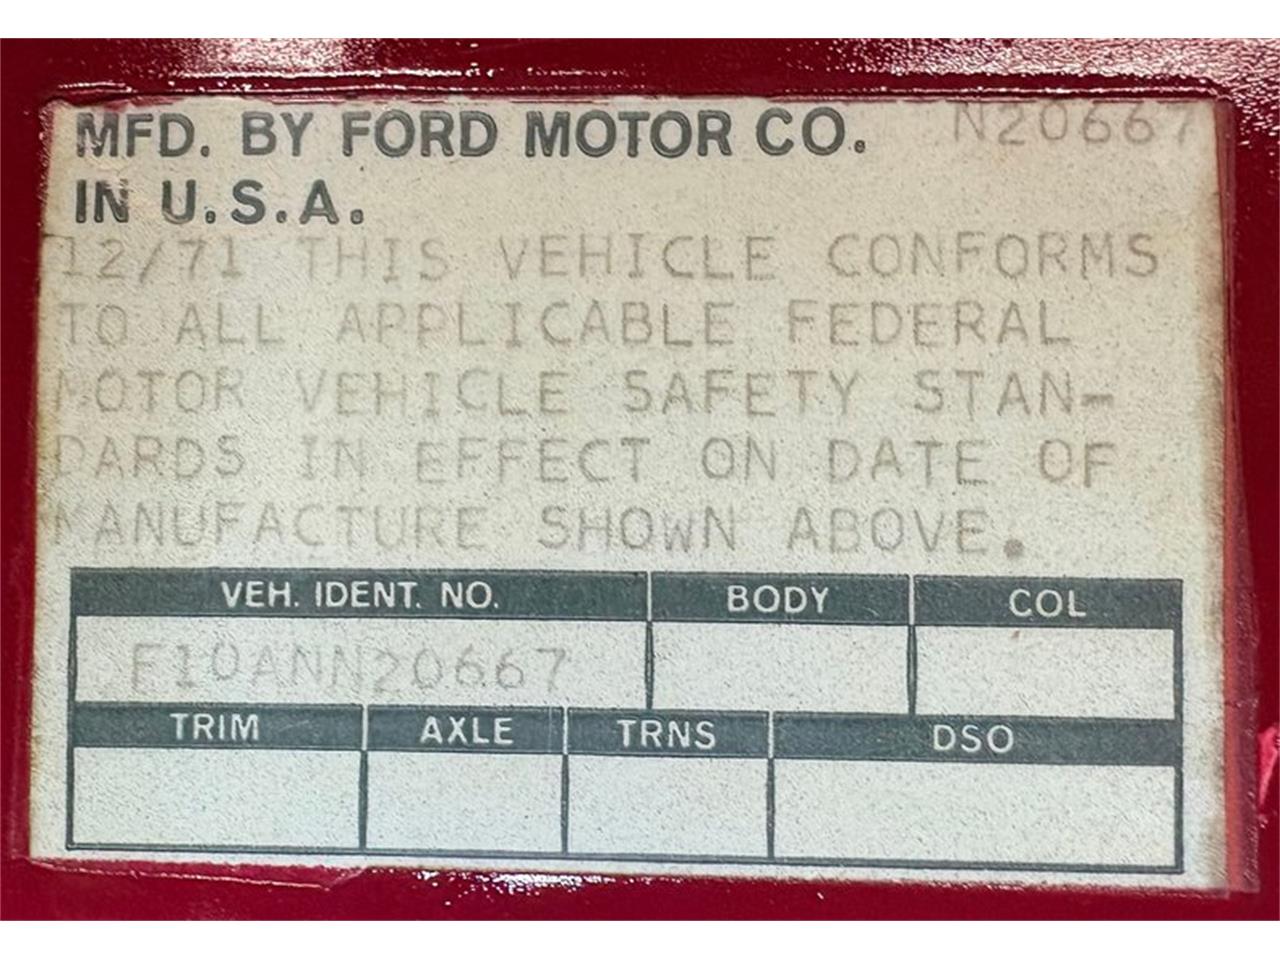 MFD. BY FORD MOTOR CO. N20667
IN U.S.A.
12/71 THIS VEHICLE CONFORMS
TO ALL APPLICABLE FEDERAL
MOTOR VEHICLE SAFETY STAN-
DARDS IN EFFECT ON DATE OF
MANUFACTURE SHOWN ABOVE.
VEH. IDENT. NO. BODY COL
F10ANN20667
TRIM AXLE TRNS DSO